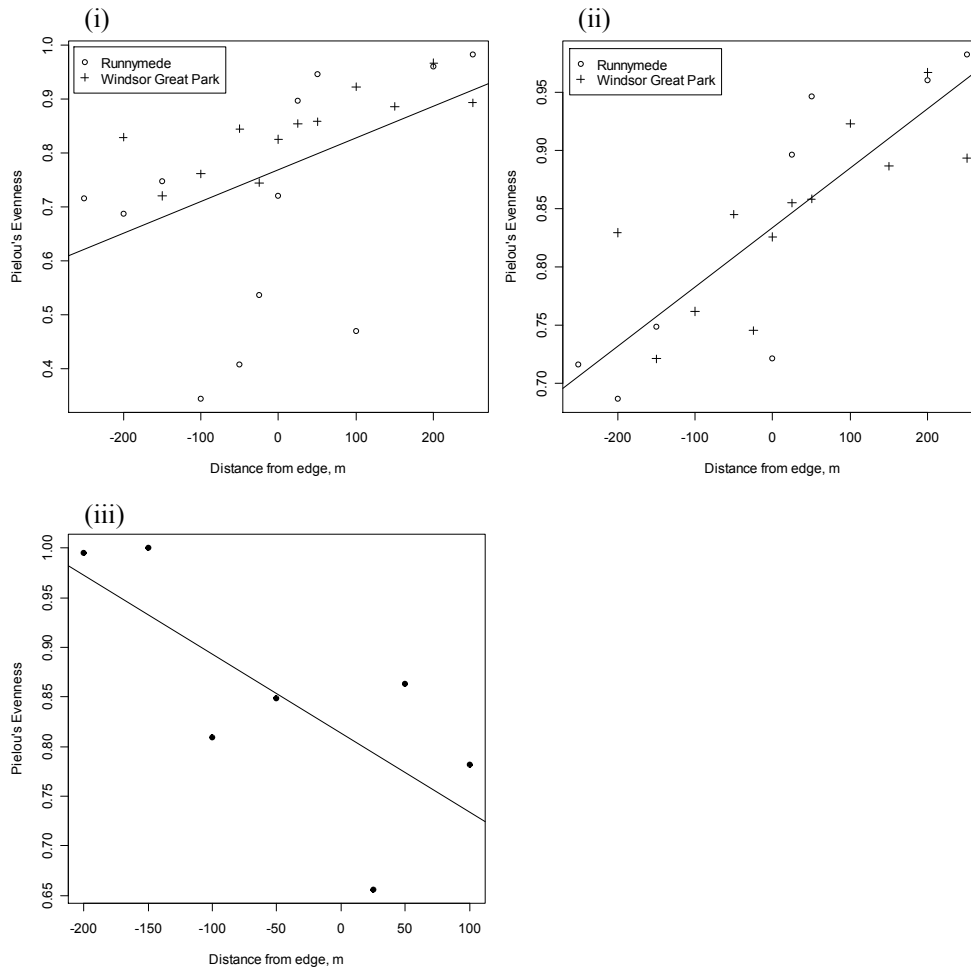 (i)
Runnymede
Windsor Great Park
Pielou's Evenness
1.0
0.9
0.8
0.7
0.6
0.5
0.4
-200 -100 0 100 200
Distance from edge, m
(ii)
Runnymede
Windsor Great Park
Pielou's Evenness
0.95
0.90
0.85
0.80
0.75
0.70
-200 -100 0 100 200
Distance from edge, m
(iii)
Pielou's Evenness
1.00
0.95
0.90
0.85
0.80
0.75
0.70
0.65
-200 -150 -100 -50 0 50 100
Distance from edge, m